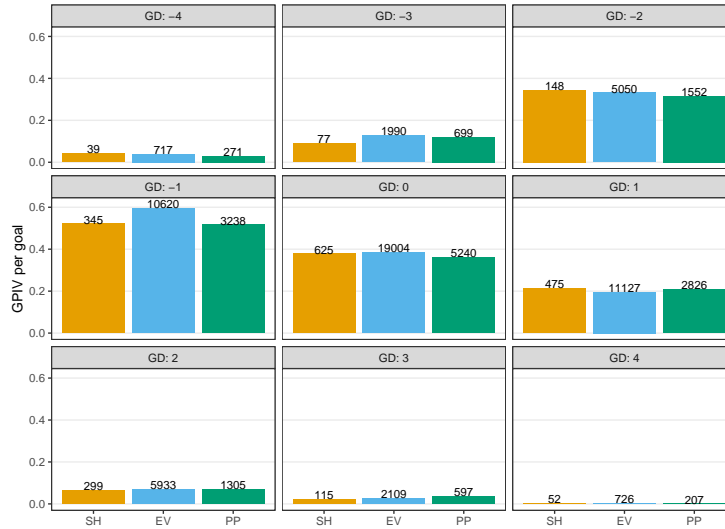 GD: −4
GD: −3
GD: −2
0.6
0.4
0.2
0.0
39
717
271
77
1990
699
148
5050
1552
GD: −1
GD: 0
GD: 1
GPIV per goal
0.6
0.4
0.2
0.0
345
10620
3238
625
19004
5240
475
11127
2826
GD: 2
GD: 3
GD: 4
0.6
0.4
0.2
0.0
299
5933
1305
115
2109
597
52
726
207
SH
EV
PP
SH
EV
PP
SH
EV
PP